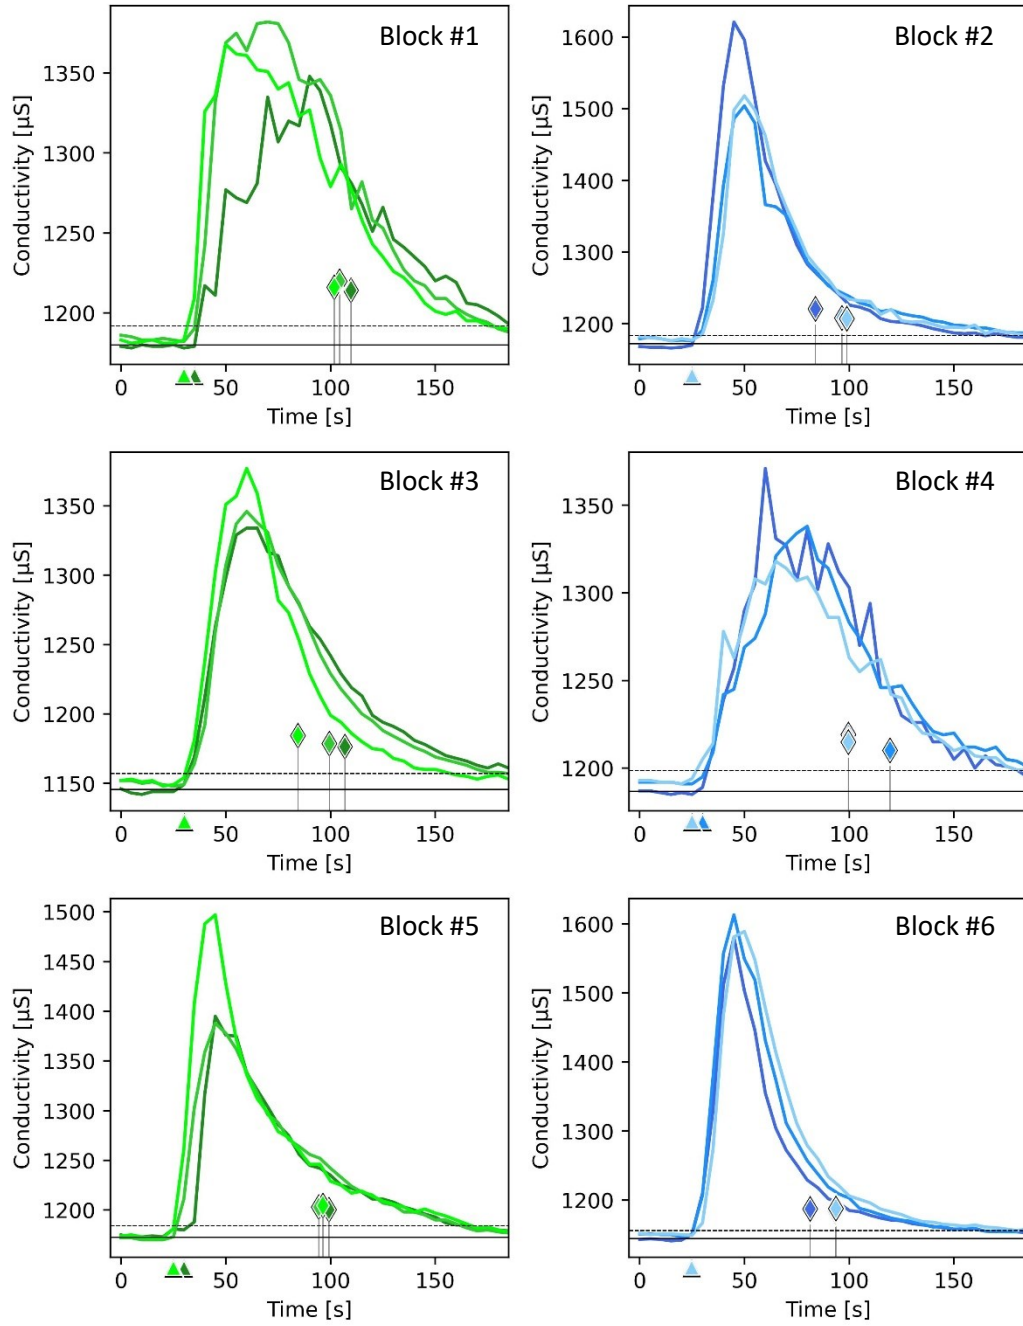 Block #1
Conductivity [µS]
1350
1300
1250
1200
0 50 100 150
Time [s]
Block #2
Conductivity [µS]
1600
1500
1400
1300
1200
0 50 100 150
Time [s]
Block #3
Conductivity [µS]
1350
1300
1250
1200
1150
0 50 100 150
Time [s]
Block #4
Conductivity [µS]
1350
1300
1250
1200
0 50 100 150
Time [s]
Block #5
Conductivity [µS]
1500
1450
1400
1350
1300
1250
1200
0 50 100 150
Time [s]
Block #6
Conductivity [µS]
1600
1500
1400
1300
1200
0 50 100 150
Time [s]